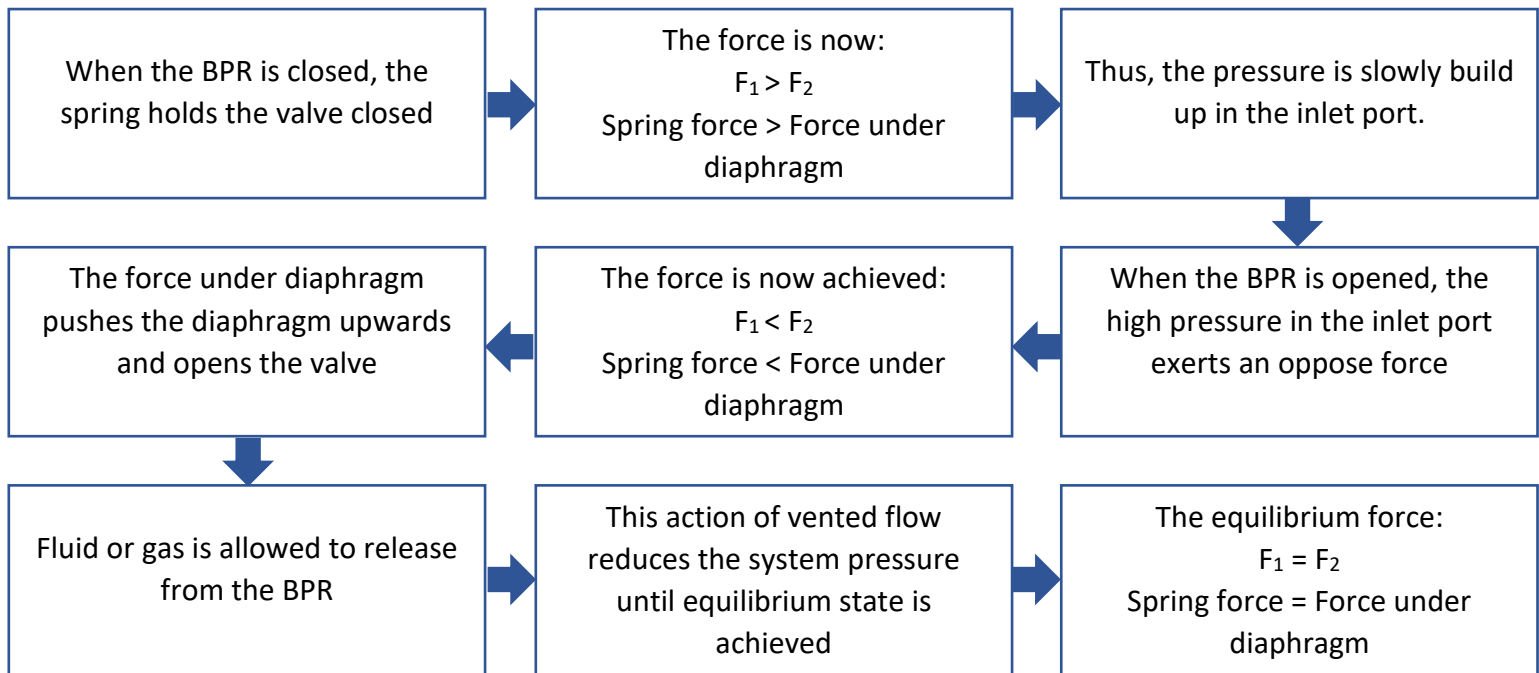 When the BPR is closed, the
spring holds the valve closed
The force is now:
F₁ > F₂
Spring force > Force under
diaphragm
Thus, the pressure is slowly build
up in the inlet port.
When the BPR is opened, the
high pressure in the inlet port
exerts an oppose force
The force is now achieved:
F₁ < F₂
Spring force < Force under
diaphragm
The force under diaphragm
pushes the diaphragm upwards
and opens the valve
Fluid or gas is allowed to release
from the BPR
This action of vented flow
reduces the system pressure
until equilibrium state is
achieved
The equilibrium force:
F₁ = F₂
Spring force = Force under
diaphragm